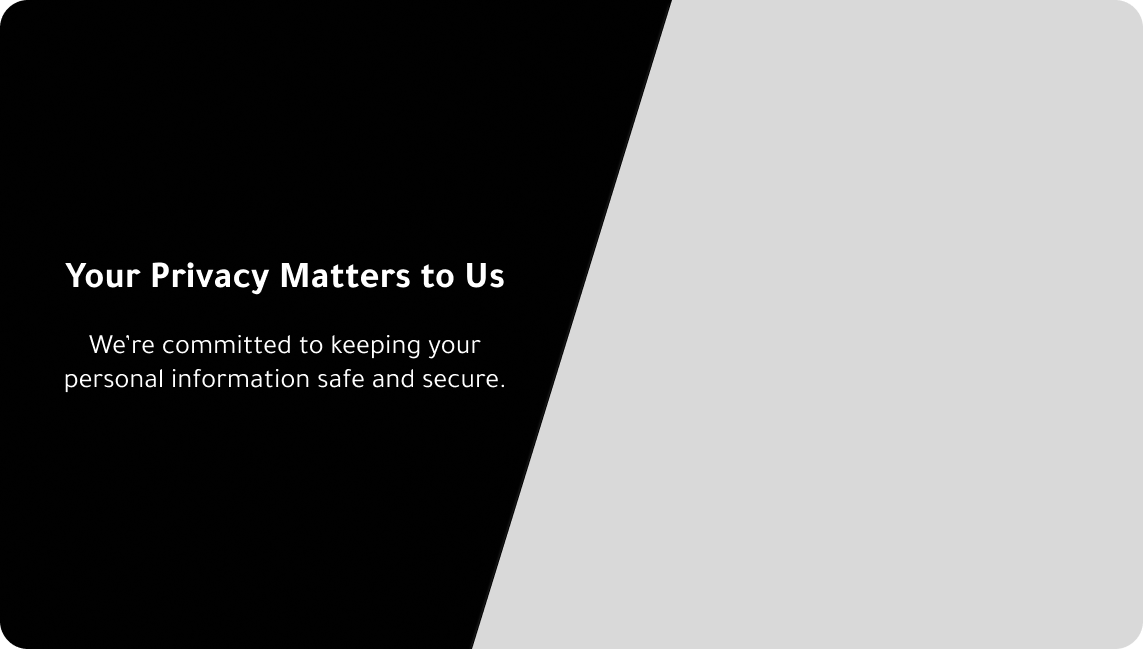 Your Privacy Matters to Us
We're committed to keeping your
personal information safe and secure.